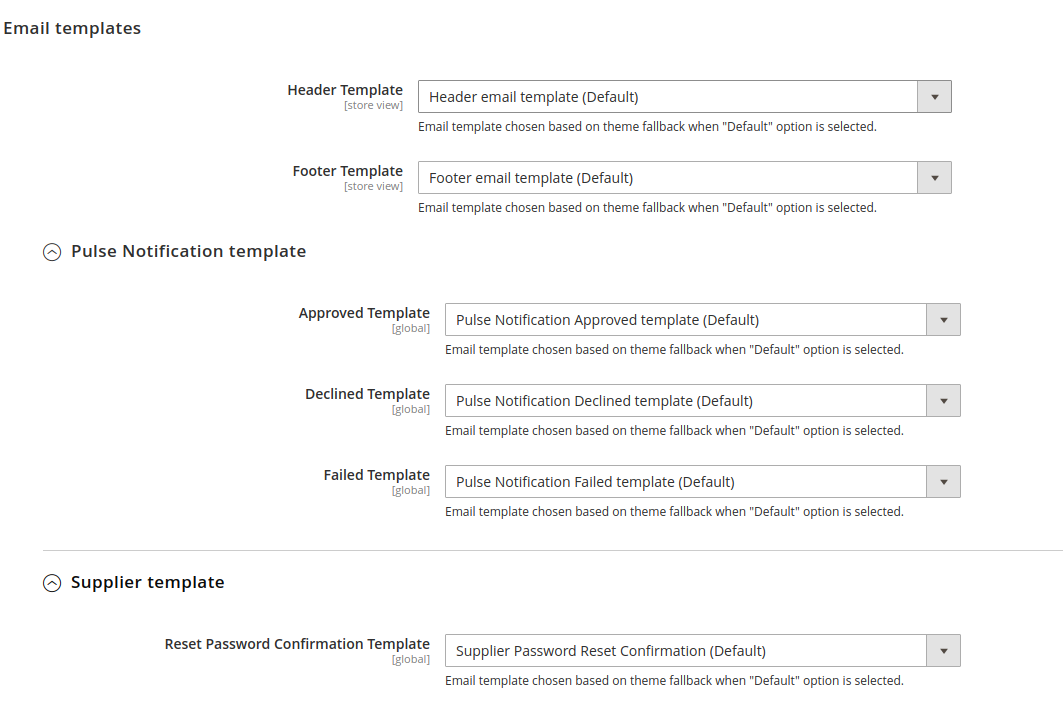 Email templates
Header Template
[store view]
Header email template (Default)
Email template chosen based on theme fallback when "Default" option is selected.
Footer Template
[store view]
Footer email template (Default)
Email template chosen based on theme fallback when "Default" option is selected.
Pulse Notification template
Approved Template
[global]
Pulse Notification Approved template (Default)
Email template chosen based on theme fallback when "Default" option is selected.
Declined Template
[global]
Pulse Notification Declined template (Default)
Email template chosen based on theme fallback when "Default" option is selected.
Failed Template
[global]
Pulse Notification Failed template (Default)
Email template chosen based on theme fallback when "Default" option is selected.
Supplier template
Reset Password Confirmation Template
[global]
Supplier Password Reset Confirmation (Default)
Email template chosen based on theme fallback when "Default" option is selected.